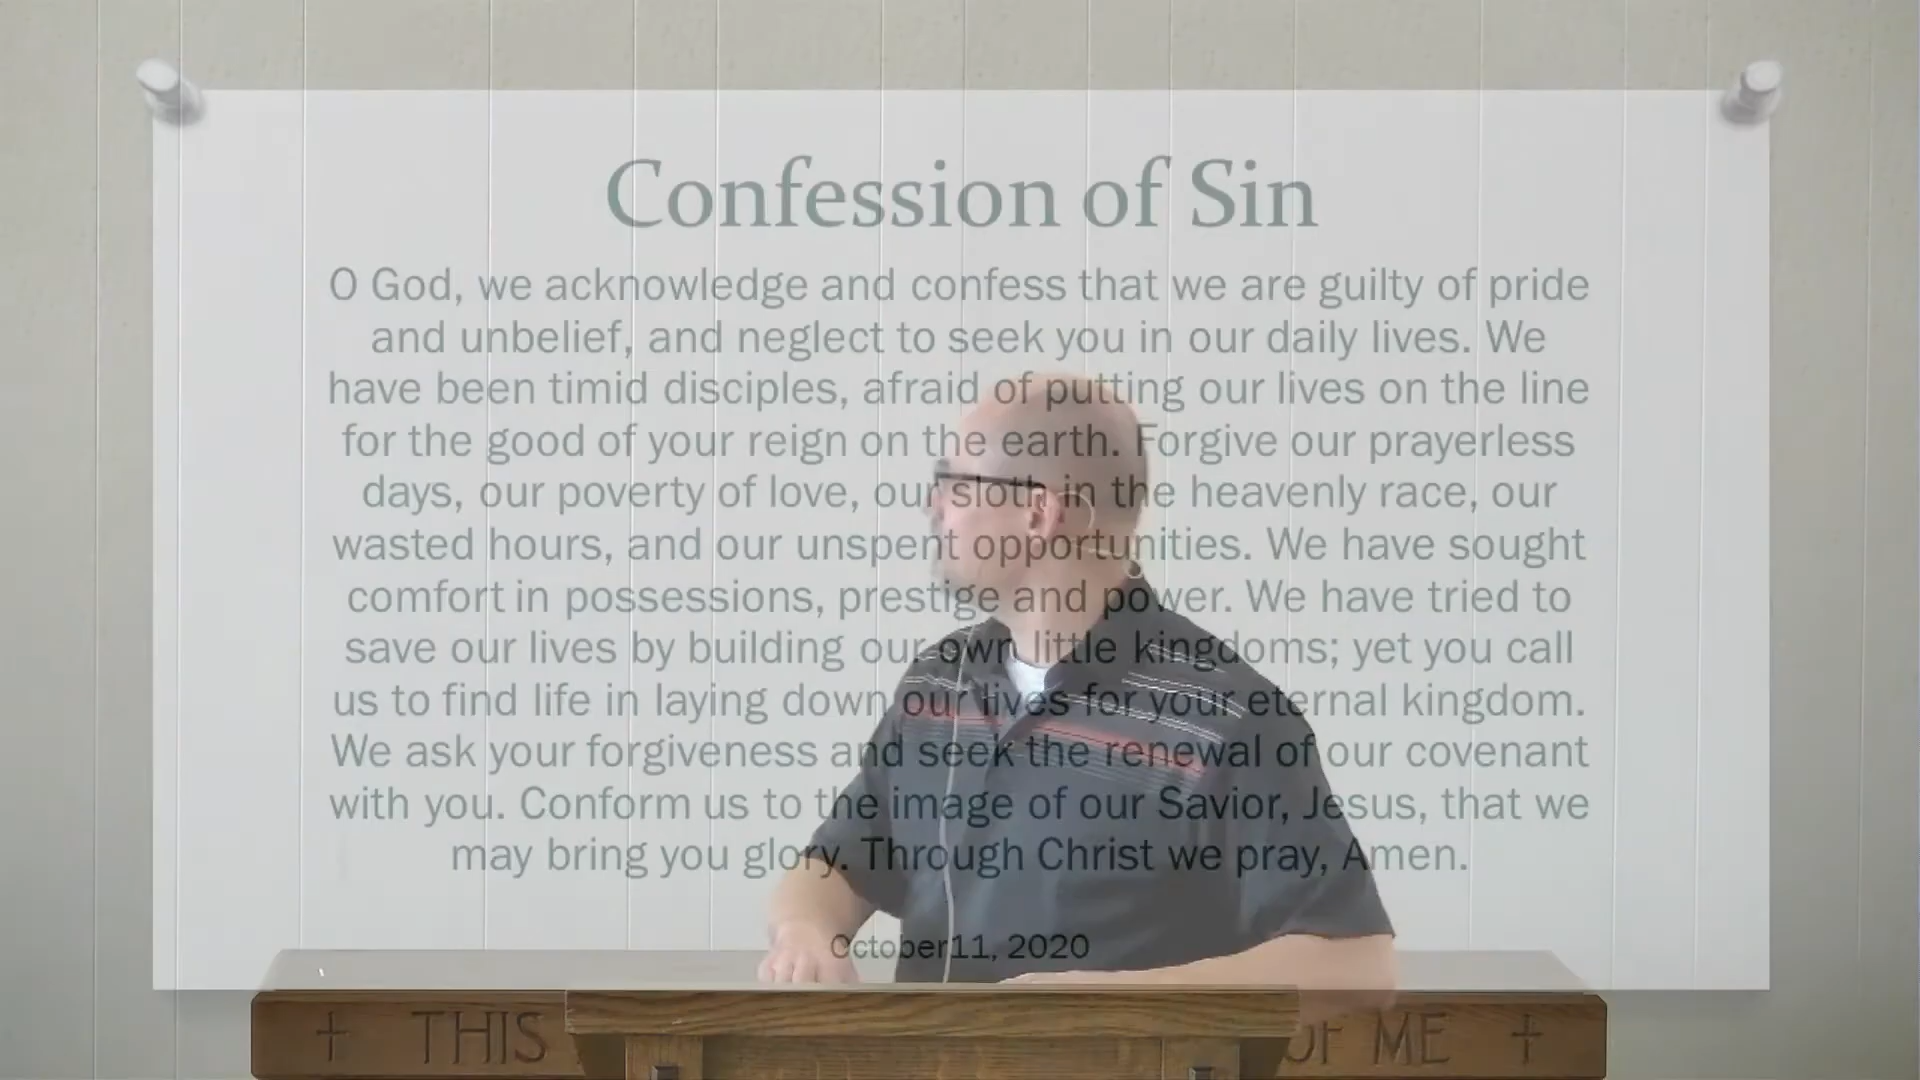 Confession of Sin
O God, we acknowledge and confess that we are guilty of pride
and unbelief, and neglect to seek you in our daily lives. We
have been timid disciples, afraid of putting our lives on the line
for the good of your reign on the earth. Forgive our prayerless
days, our poverty of love, our sloth in the heavenly race, our
wasted hours, and our unspent opportunities. We have sought
comfort in possessions, prestige and power. We have tried to
save our lives by building our own little kingdoms; yet you call
us to find life in laying down our lives for your eternal kingdom.
We ask your forgiveness and seek the renewal of our covenant
with you. Conform us to the image of our Savior, Jesus, that we
may bring you glory. Through Christ we pray, Amen.
October11, 2020
THIS OF ME